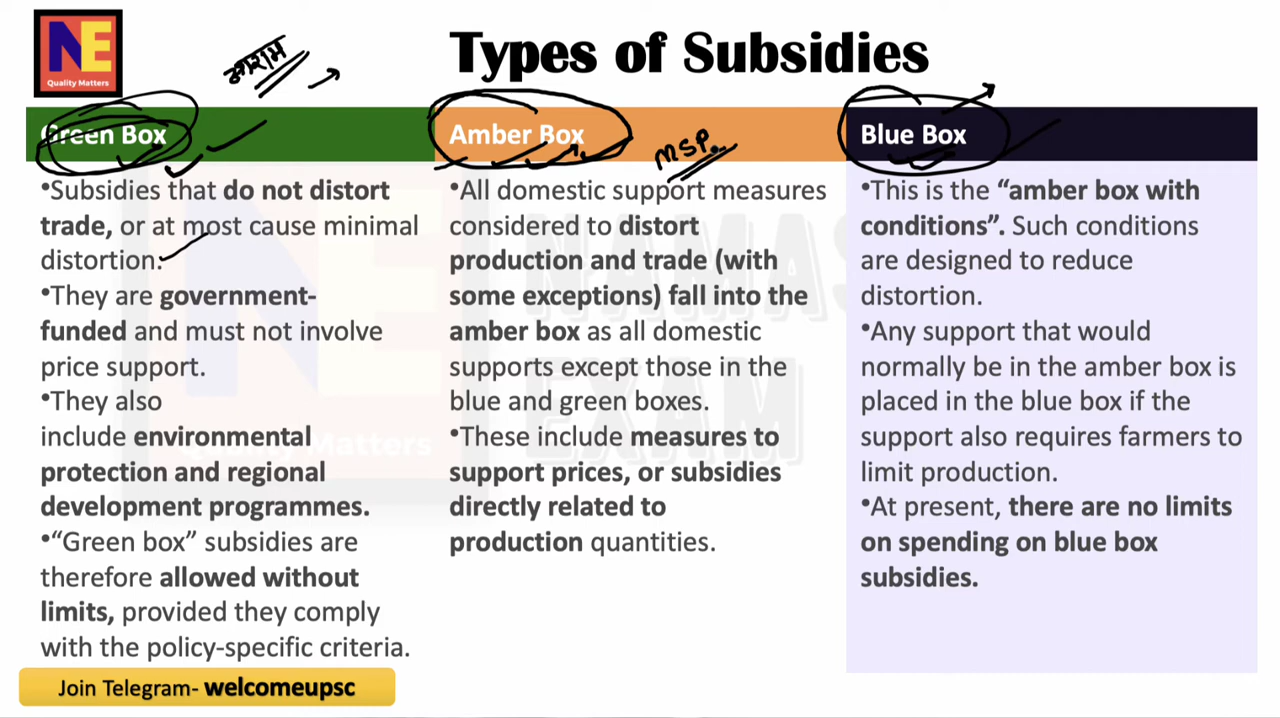 NE
Quality Matters
Types of Subsidies
Green Box
•Subsidies that do not distort
trade, or at most cause minimal
distortion.
•They are government-
funded and must not involve
price support.
•They also
include environmental
protection and regional
development programmes.
•“Green box” subsidies are
therefore allowed without
limits, provided they comply
with the policy-specific criteria.
Amber Box
MSP
•All domestic support measures
considered to distort
production and trade (with
some exceptions) fall into the
amber box as all domestic
supports except those in the
blue and green boxes.
•These include measures to
support prices, or subsidies
directly related to
production quantities.
Blue Box
•This is the “amber box with
conditions”. Such conditions
are designed to reduce
distortion.
•Any support that would
normally be in the amber box is
placed in the blue box if the
support also requires farmers to
limit production.
•At present, there are no limits
on spending on blue box
subsidies.
Join Telegram- welcomeupsc